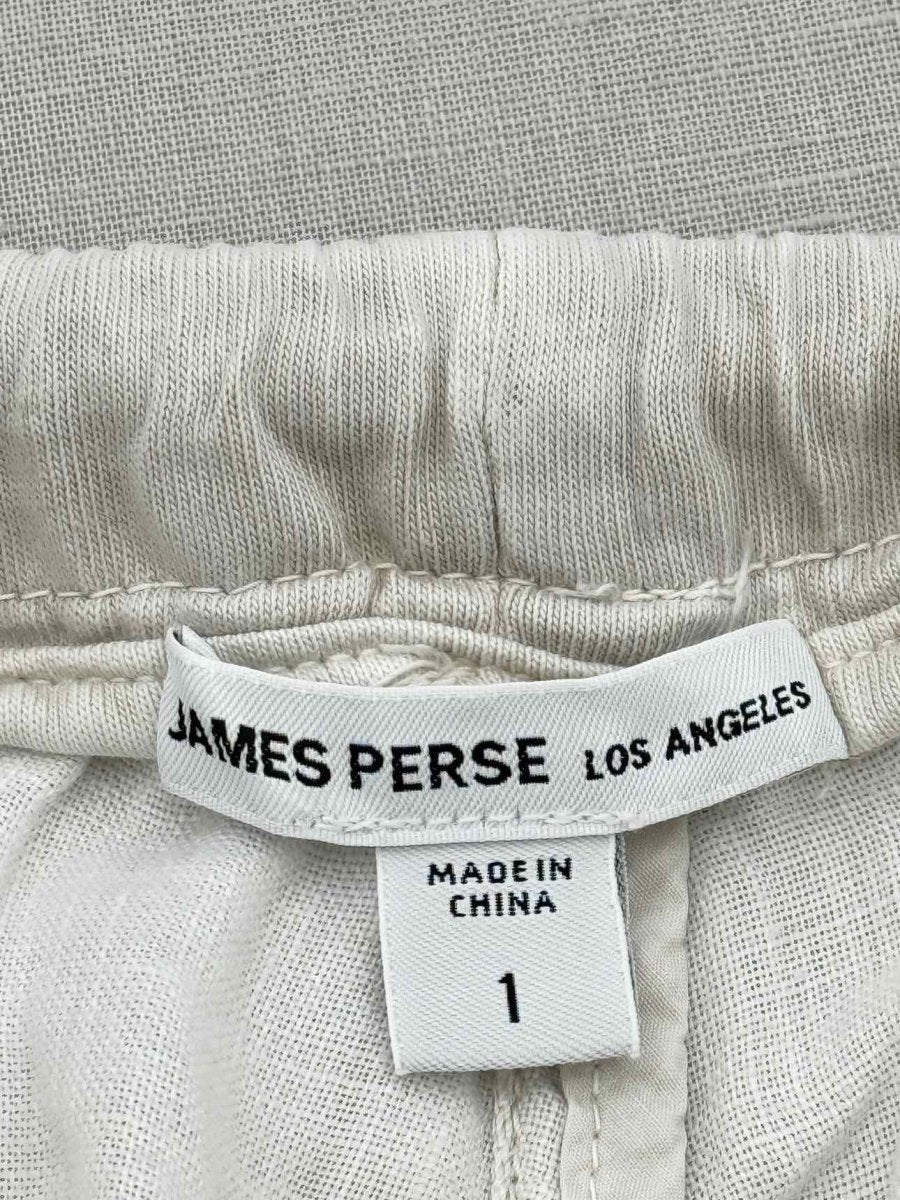 JAMES PERSE LOS ANGELES
MADE IN
CHINA
1